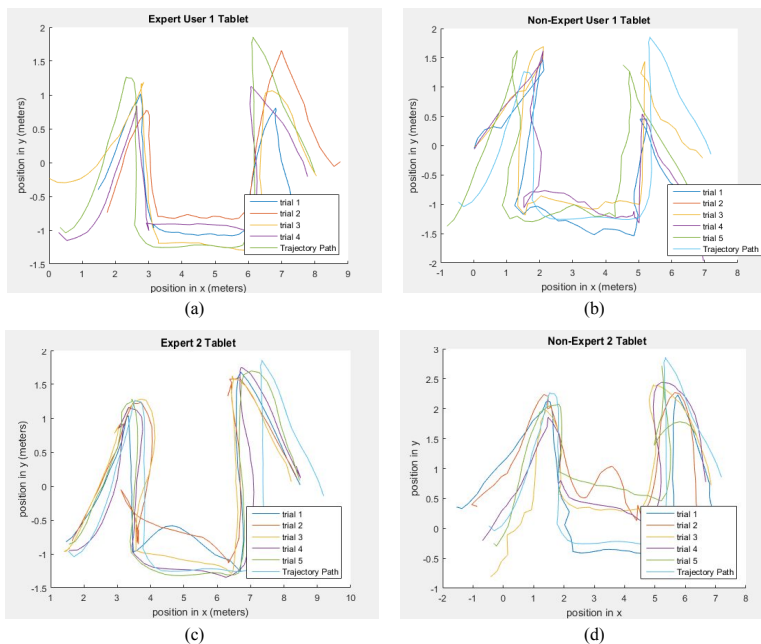 Expert User 1 Tablet
2
1.5
1
0.5
0
-0.5
-1
-1.5
position in y (meters)
0 1 2 3 4 5 6 7 8 9
position in x (meters)
trial 1
trial 2
trial 3
trial 4
Trajectory Path
(a)
Non-Expert User 1 Tablet
2
1.5
1
0.5
0
-0.5
-1
-1.5
-2
position in y (meters)
-1 0 1 2 3 4 5 6 7 8
position in x (meters)
trial 1
trial 2
trial 3
trial 4
trial 5
Trajectory Path
(b)
Expert 2 Tablet
2
1.5
1
0.5
0
-0.5
-1
-1.5
position in y (meters)
1 2 3 4 5 6 7 8 9 10
position in x (meters)
trial 1
trial 2
trial 3
trial 4
trial 5
Trajectory Path
(c)
Non-Expert 2 Tablet
3
2.5
2
1.5
1
0.5
0
-0.5
-1
position in y
-2 -1 0 1 2 3 4 5 6 7 8
position in x
trial 1
trial 2
trial 3
trial 4
trial 5
Trajectory Path
(d)